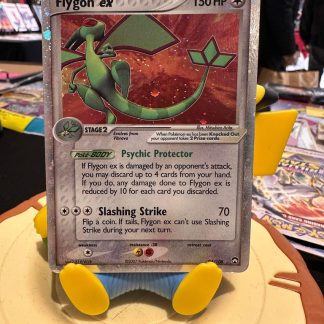 Flygon ex 150 HP
STAGE2 Evolves from Vibrava
When Pokémon-ex has been Knocked Out your opponent takes 2 Prize cards.
Poké-BODY Psychic Protector
If Flygon ex is damaged by an opponent's attack,
you may discard up to 4 cards from your hand.
If you do, any damage done to Flygon ex is
reduced by 10 for each card you discarded.
Slashing Strike 70
Flip a coin. If tails, Flygon ex can't use Slashing
Strike during your next turn.
weakness resistance retreat cost
©2007 Pokémon/Nintendo